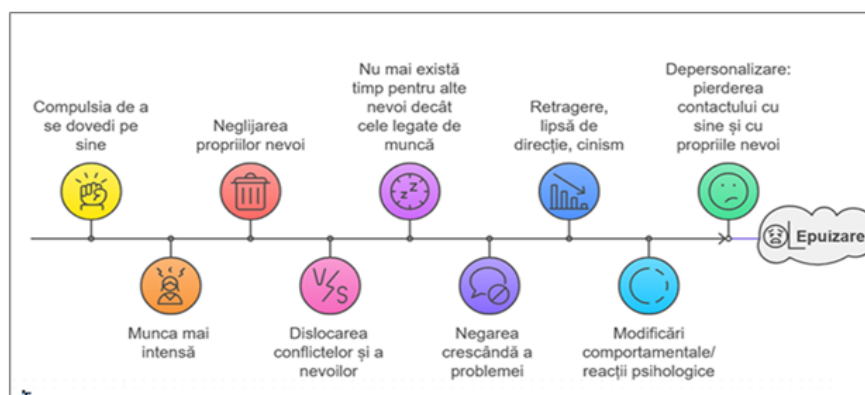 Compulsia de a
se dovedi pe
sine
Munca mai
intensă
Neglijarea
propriilor nevoi
Dislocarea
conflictelor și a
nevoilor
Nu mai există
timp pentru alte
nevoi decât
cele legate de
muncă
Negarea
crescândă a
problemei
Retragere,
lipsă de
direcție, cinism
Modificări
comportamentale/
reacții psihologice
Depersonalizare:
pierderea
contactului cu
sine și cu
propriile nevoi
Epuizare
V/S
z z z